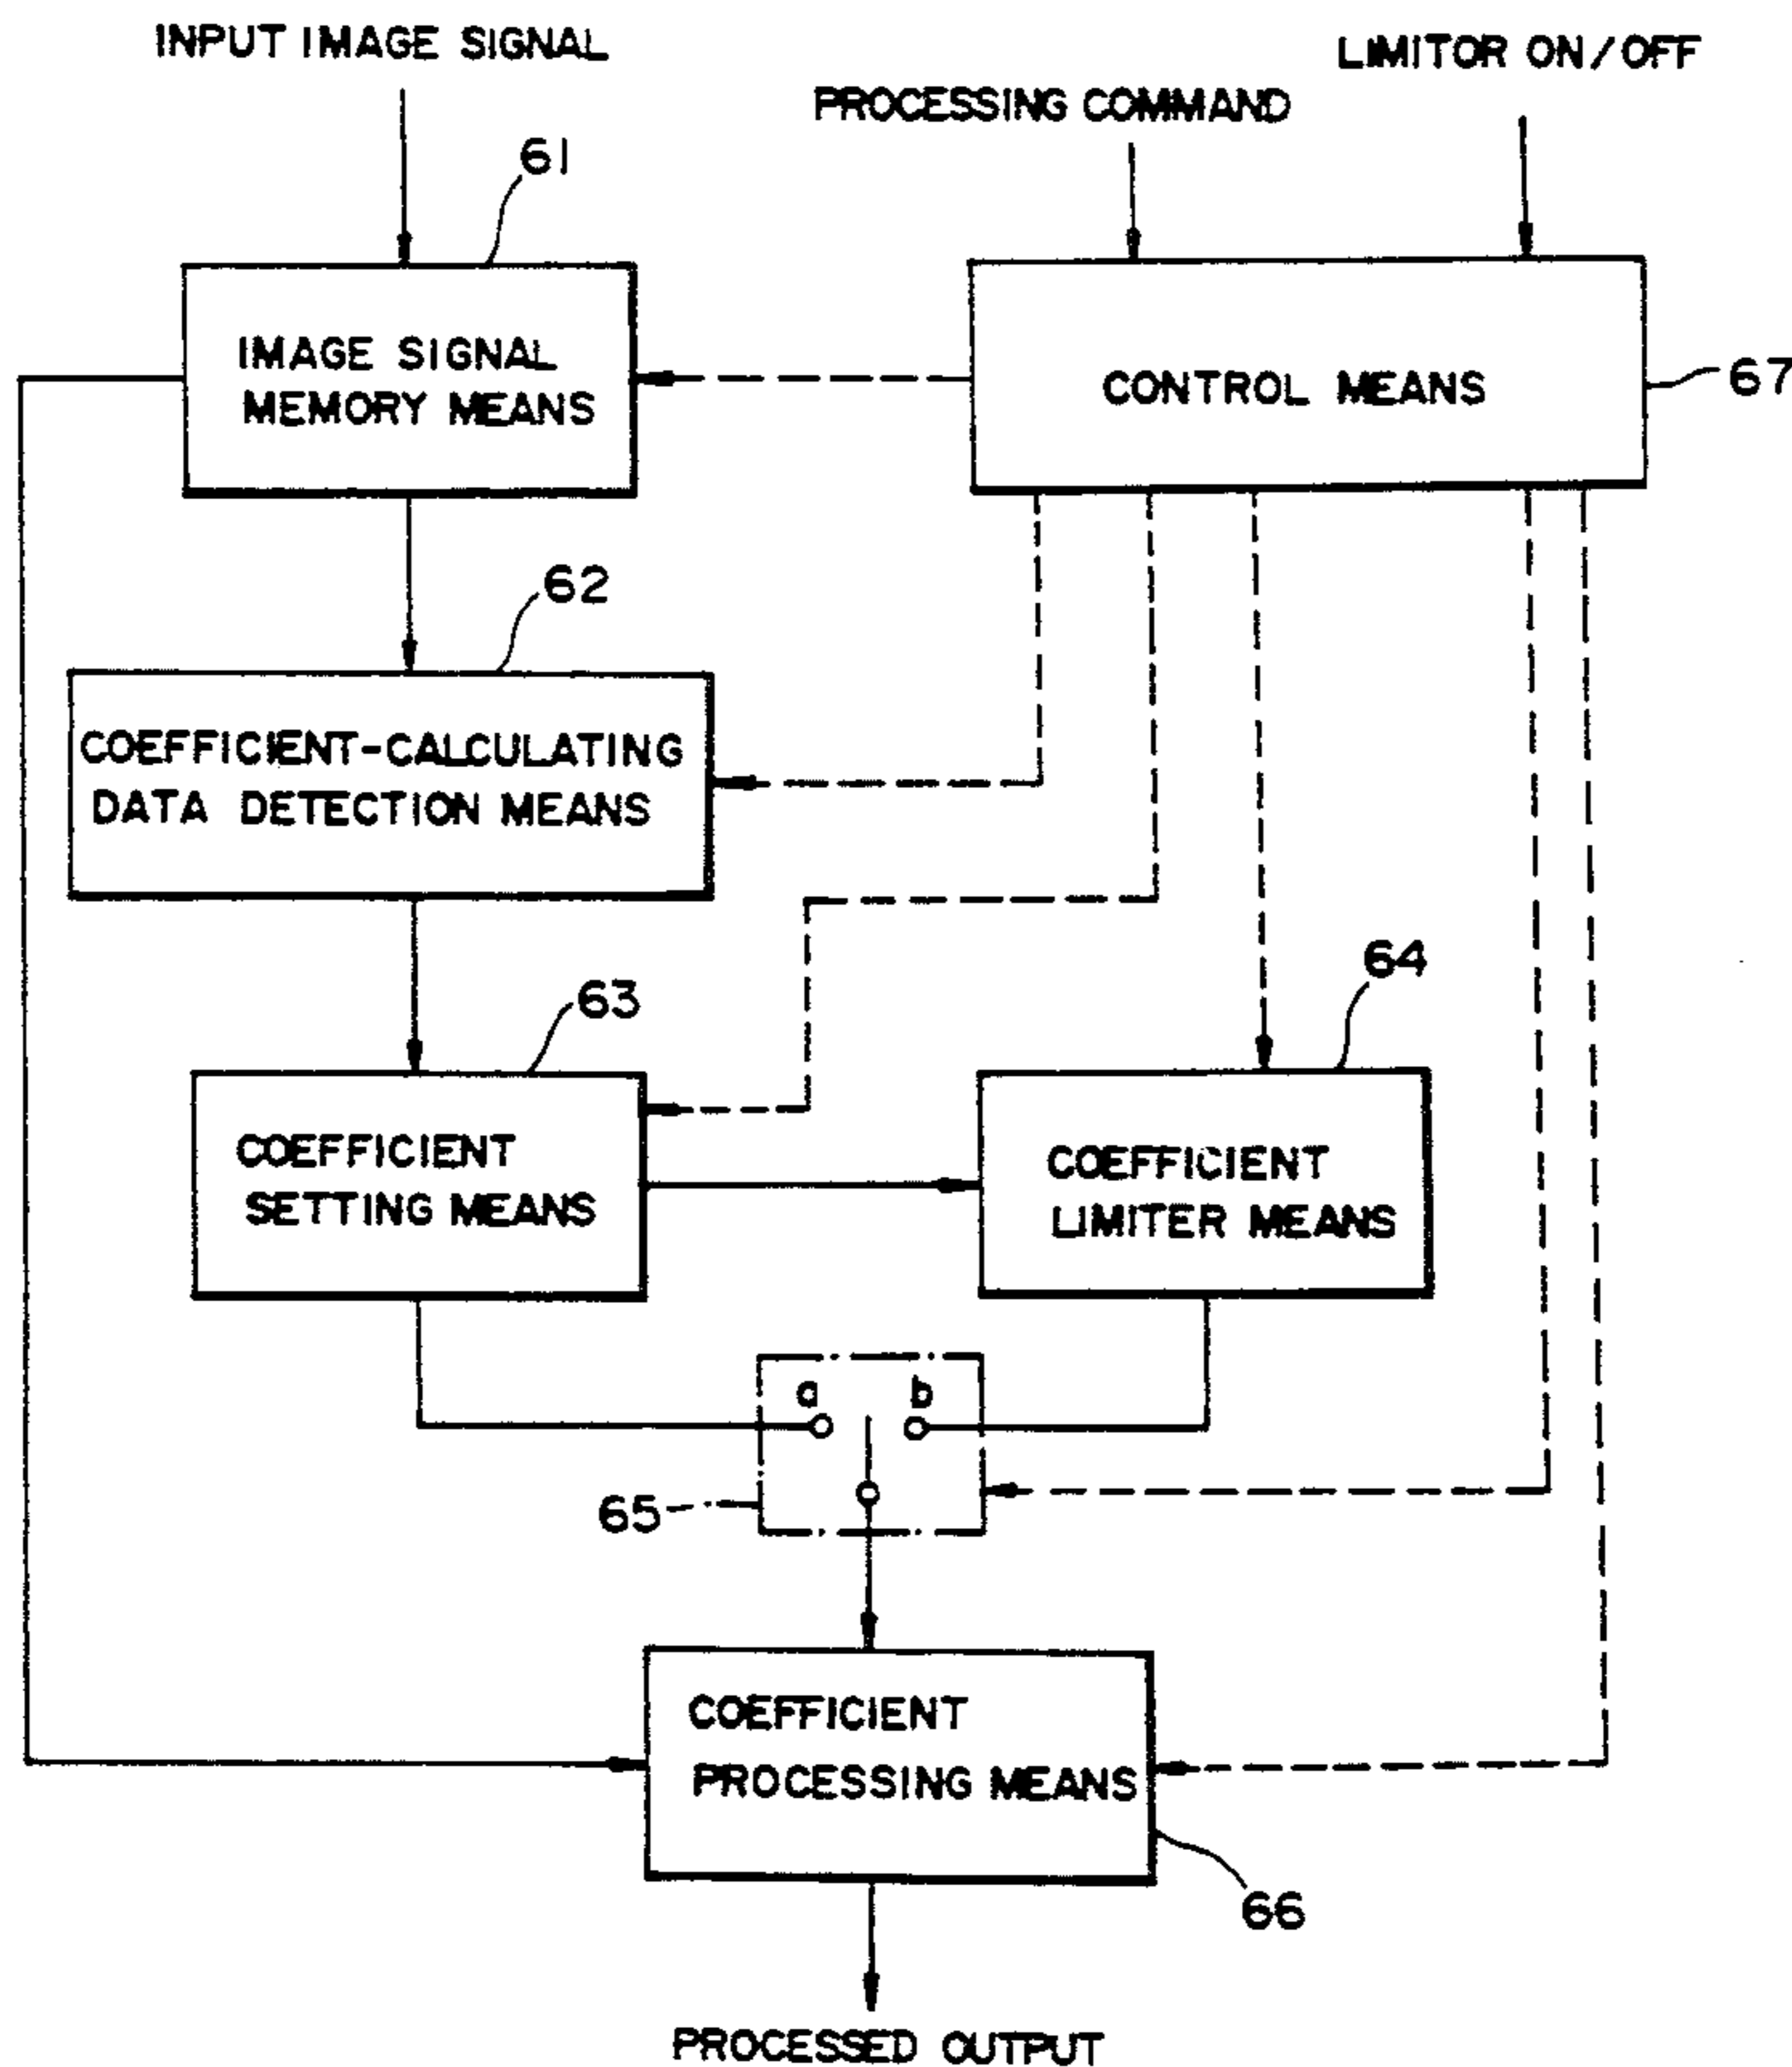 INPUT IMAGE SIGNAL
LIMITOR ON/OFF
PROCESSING COMMAND
61
IMAGE SIGNAL
MEMORY MEANS
CONTROL MEANS
67
62
COEFFICIENT-CALCULATING
DATA DETECTION MEANS
64
63
COEFFICIENT
SETTING MEANS
COEFFICIENT
LIMITER MEANS
a
b
65
COEFFICIENT
PROCESSING MEANS
66
PROCESSED OUTPUT